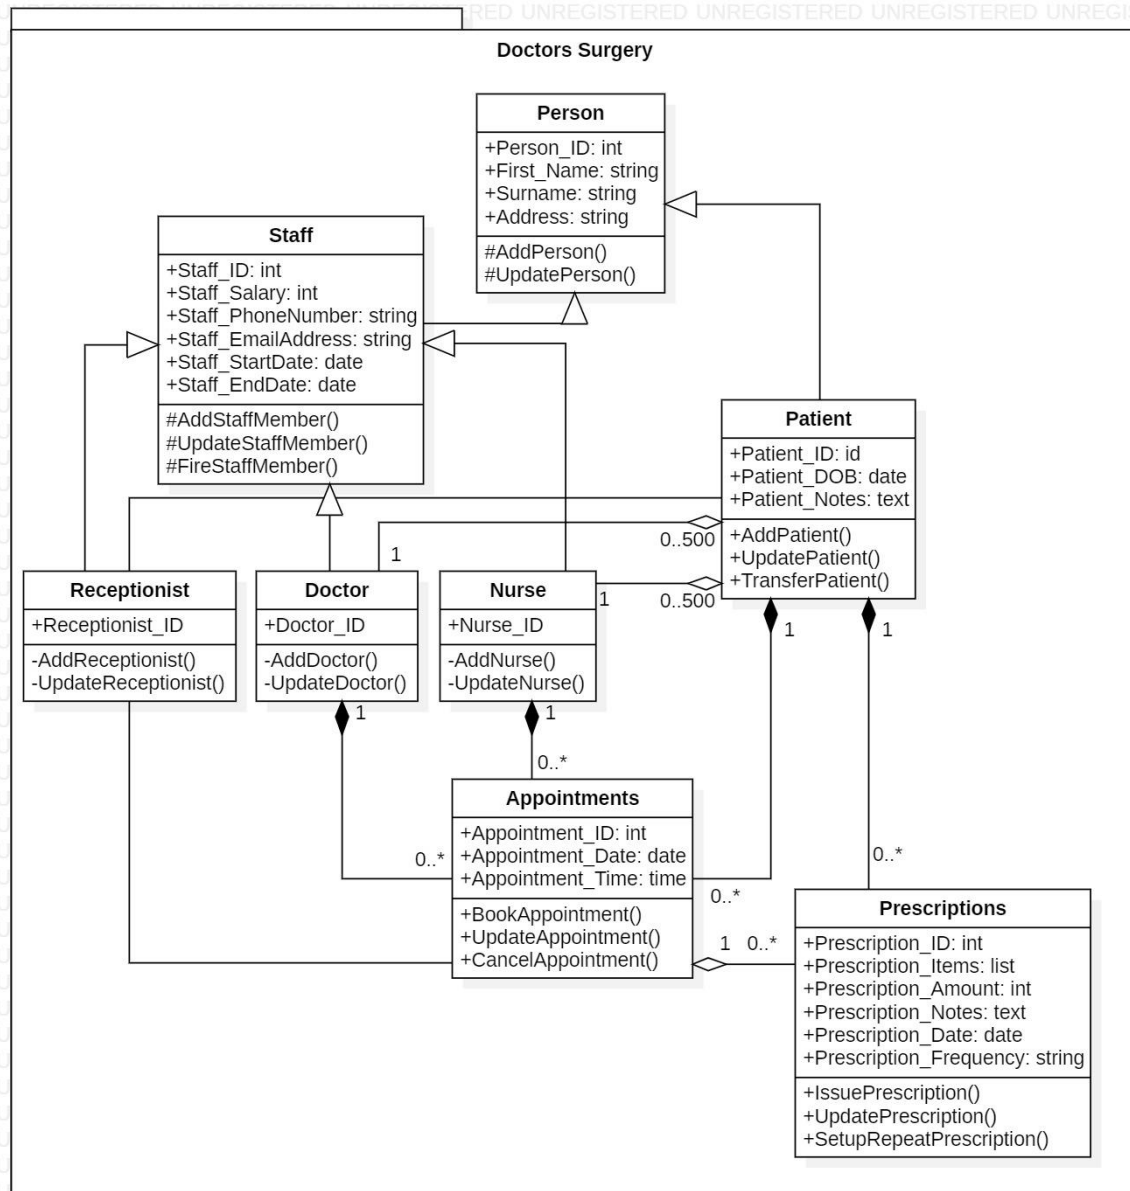 UNREGISTERED UNREGISTERED UNREGISTERED
Doctors Surgery
Person
+Person_ID: int
+First_Name: string
+Surname: string
+Address: string
#AddPerson()
#UpdatePerson()
Staff
+Staff_ID: int
+Staff_Salary: int
+Staff_PhoneNumber: string
+Staff_EmailAddress: string
+Staff_StartDate: date
+Staff_EndDate: date
#AddStaffMember()
#UpdateStaffMember()
#FireStaffMember()
Patient
+Patient_ID: id
+Patient_DOB: date
+Patient_Notes: text
+AddPatient()
+UpdatePatient()
+TransferPatient()
0..500
1
0..500
1
Receptionist
+Receptionist_ID
-AddReceptionist()
-UpdateReceptionist()
Doctor
+Doctor_ID
-AddDoctor()
-UpdateDoctor()
Nurse
+Nurse_ID
-AddNurse()
-UpdateNurse()
1
1
1
1
0..*
0..*
0..*
0..*
Appointments
+Appointment_ID: int
+Appointment_Date: date
+Appointment_Time: time
+BookAppointment()
+UpdateAppointment()
+CancelAppointment()
1 0..*
Prescriptions
+Prescription_ID: int
+Prescription_Items: list
+Prescription_Amount: int
+Prescription_Notes: text
+Prescription_Date: date
+Prescription_Frequency: string
+IssuePrescription()
+UpdatePrescription()
+SetupRepeatPrescription()